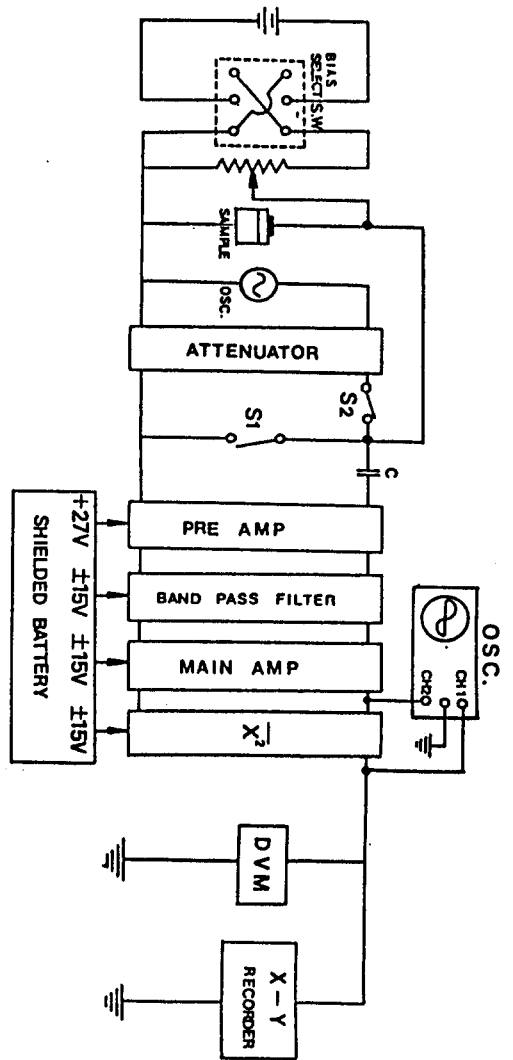 BIAS
SELECT S.W
SAMPLE
OSC.
ATTENUATOR
S2
S1
C
PRE AMP
BAND PASS FILTER
MAIN AMP
X²
+27V ±15V ±15V ±15V
SHIELDED BATTERY
OSC.
CH1
CH2
DVM
X-Y
RECORDER